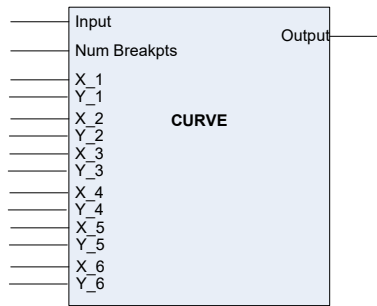 Input
Output
Num Breakpts
X_1
Y_1
X_2
CURVE
Y_2
X_3
Y_3
X_4
Y_4
X_5
Y_5
X_6
Y_6